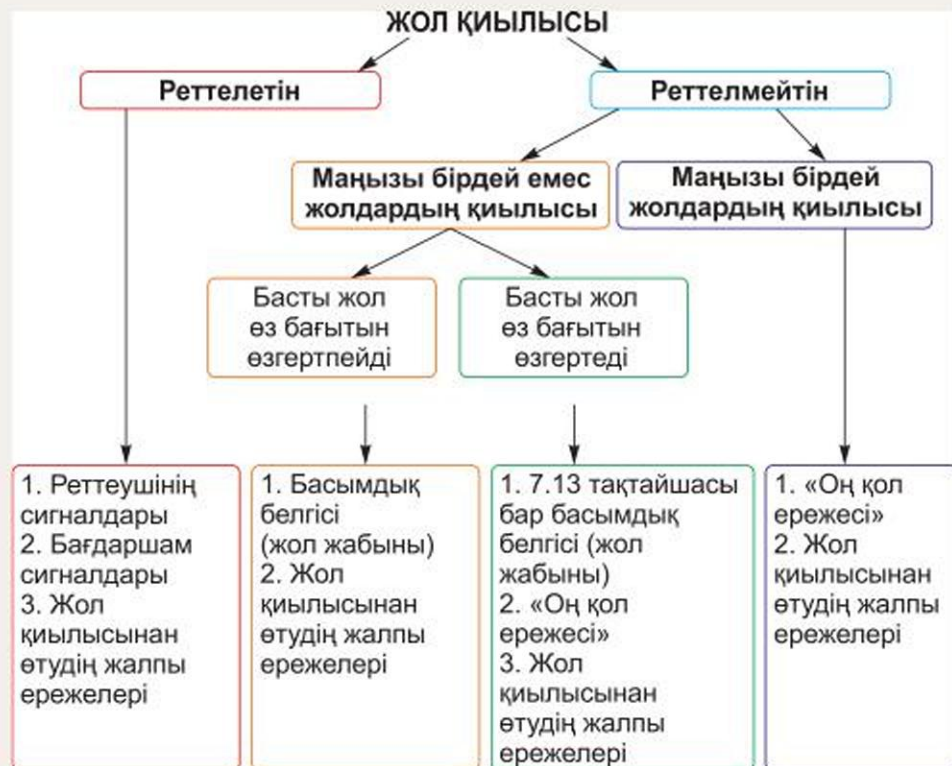 ЖОЛ ҚИЫЛЫСЫ
Реттелетін
Реттелмейтін
Маңызы бірдей емес
жолдардың қиылысы
Маңызы бірдей
жолдардың қиылысы
Басты жол
өз бағытын
өзгертпейді
Басты жол
өз бағытын
өзгертеді
1. Реттеушінің
сигналдары
2. Бағдаршам
сигналдары
3. Жол
қиылысынан
өтудің жалпы
ережелері
1. Басымдық
белгісі
(жол жабыны)
2. Жол
қиылысынан
өтудің жалпы
ережелері
1. 7.13 тақтайшасы
бар басымдық
белгісі (жол
жабыны)
2. «Оң қол
ережесі»
3. Жол
қиылысынан
өтудің жалпы
ережелері
1. «Оң қол
ережесі»
2. Жол
қиылысынан
өтудің жалпы
ережелері